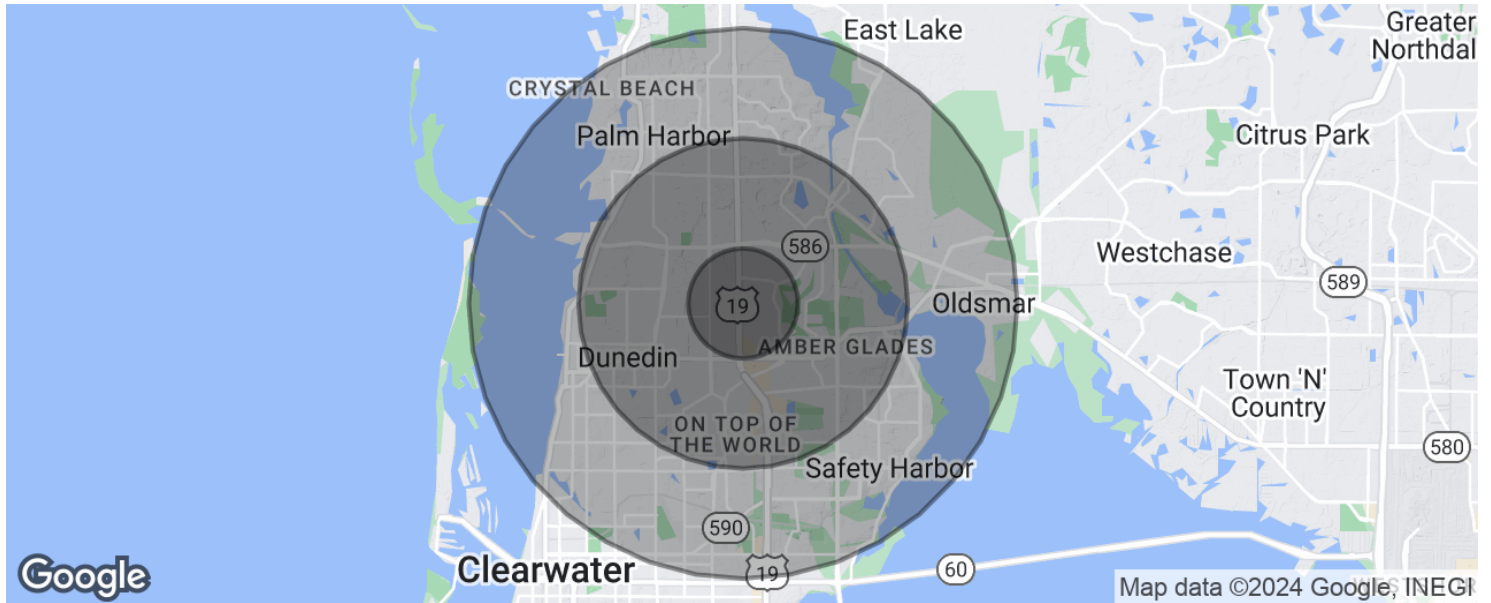 East Lake
Greater
Northdal
CRYSTAL BEACH
Palm Harbor
Citrus Park
586
Westchase
589
19
Oldsmar
AMBER GLADES
Dunedin
Town 'N'
Country
ON TOP OF
THE WORLD
580
Safety Harbor
590
Clearwater
19
60
Google
Map data ©2024 Google, INEGI